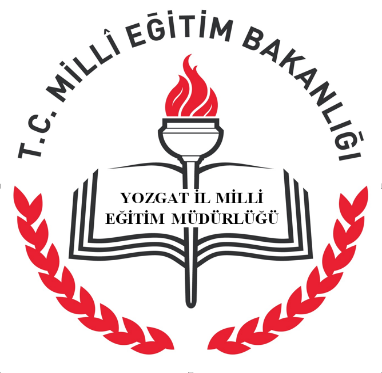 T.C. MİLLÎ EĞİTİM BAKANLIĞI
YOZGAT İL MİLLİ
EĞİTİM MÜDÜRLÜĞÜ